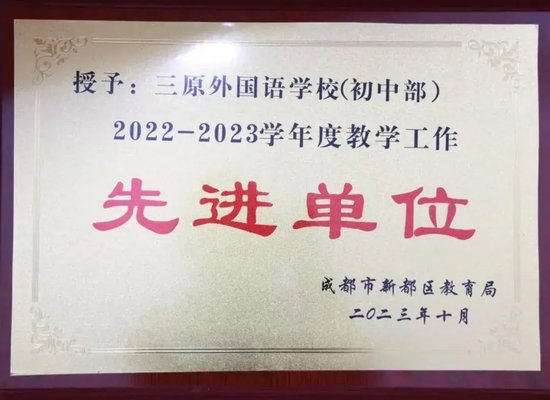 授予：三原外国语学校(初中部)
2022-2023学年度教学工作
先进单位
成都市新都区教育局
二〇二三年十月